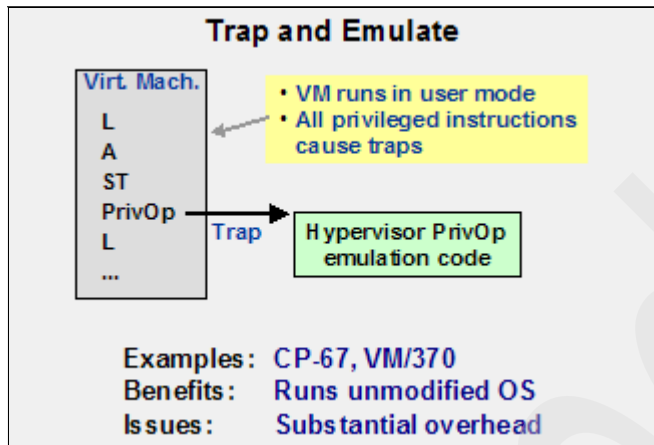 Trap and Emulate
Virt. Mach.
L
A
ST
PrivOp
L
...
• VM runs in user mode
• All privileged instructions
cause traps
Trap
Hypervisor PrivOp
emulation code
Examples: CP-67, VM/370
Benefits: Runs unmodified OS
Issues: Substantial overhead